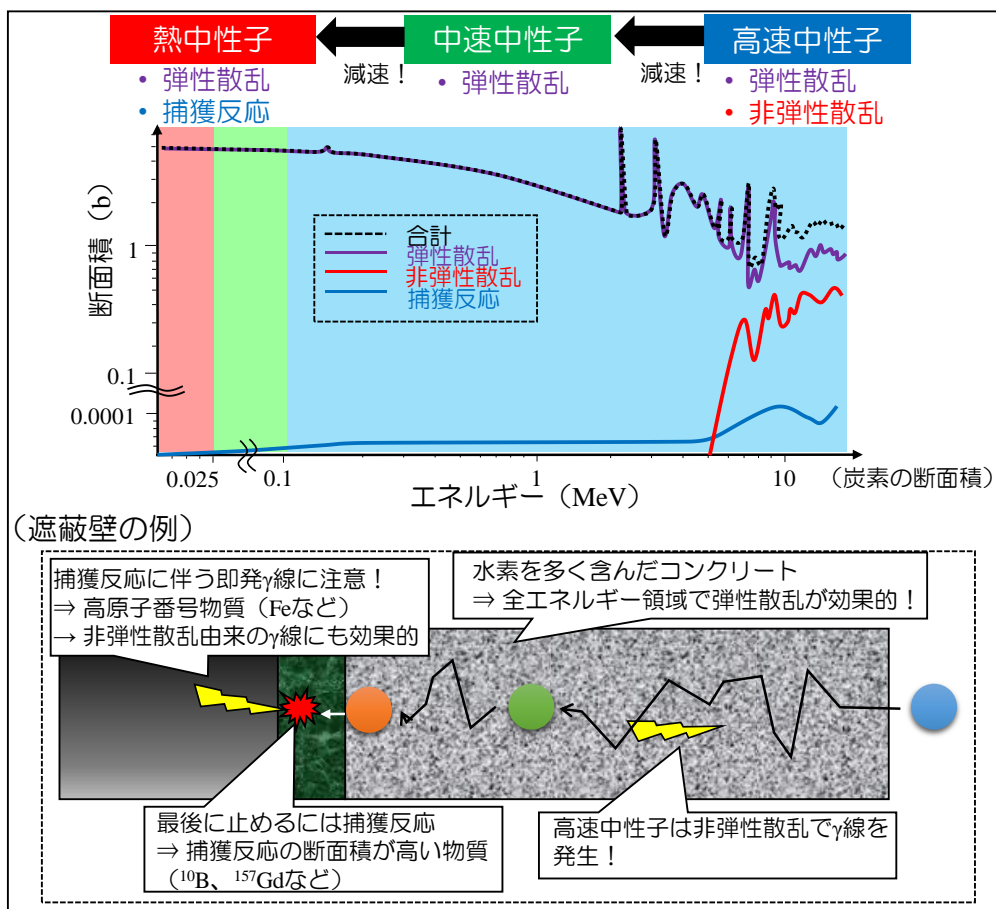 熱中性子
中速中性子
高速中性子
減速！
減速！
• 弾性散乱
• 捕獲反応
• 弾性散乱
• 弾性散乱
• 非弾性散乱
断面積（b）
1
0.1
0.0001
合計
弾性散乱
非弾性散乱
捕獲反応
0.025
0.1
1
10
エネルギー（MeV）
（炭素の断面積）
（遮蔽壁の例）
捕獲反応に伴う即発γ線に注意！
⇒ 高原子番号物質（Feなど）
→ 非弾性散乱由来のγ線にも効果的
水素を多く含んだコンクリート
⇒ 全エネルギー領域で弾性散乱が効果的！
最後に止めるには捕獲反応
⇒ 捕獲反応の断面積が高い物質
（¹⁰B、¹⁵⁷Gdなど）
高速中性子は非弾性散乱でγ線を
発生！